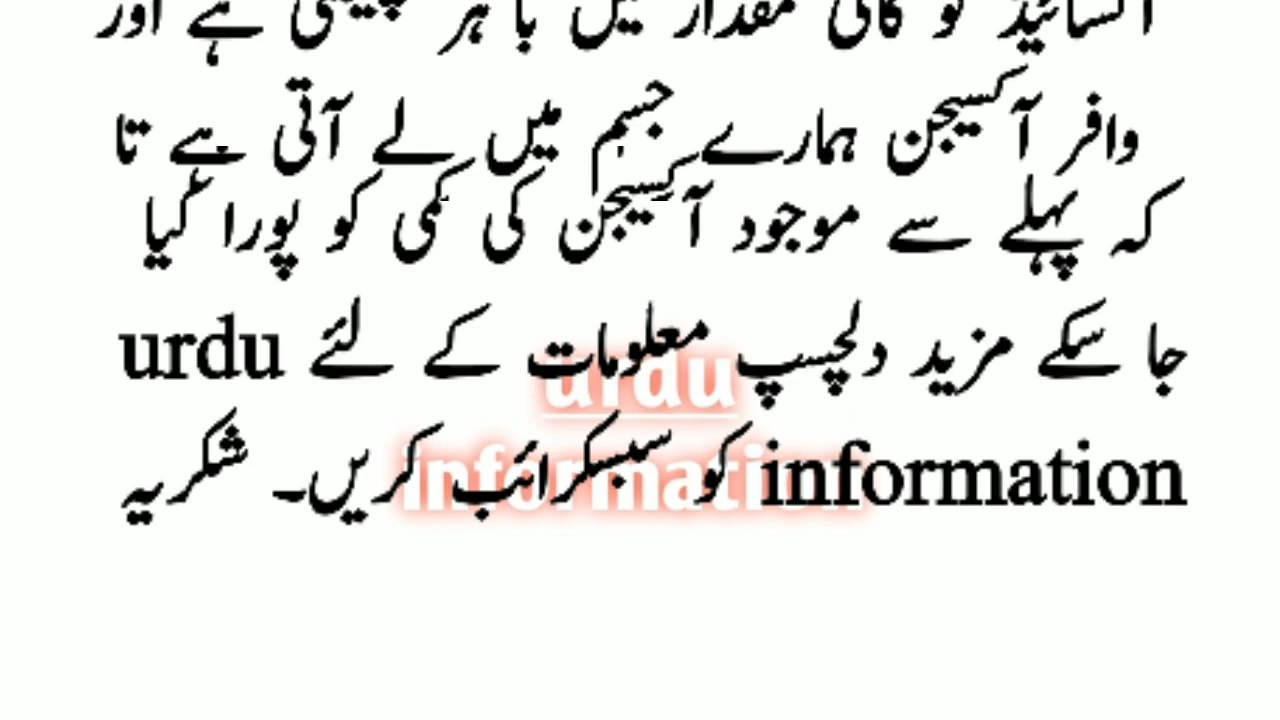 آکسائیڈ کو کافی مقدار میں باہر پھینکتی ہے اور
وافر آکسیجن ہمارے جسم میں لے آتی ہے تا
کہ پہلے سے موجود آکسیجن کی کمی کو پورا کیا
جا سکے مزید دلچسپ معلومات کے لئے urdu
information کو سبسکرائب کریں۔ شکریہ
urdu
information